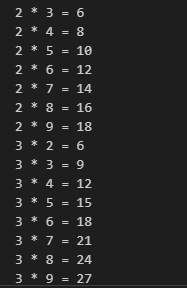 2 * 3 = 6
2 * 4 = 8
2 * 5 = 10
2 * 6 = 12
2 * 7 = 14
2 * 8 = 16
2 * 9 = 18
3 * 2 = 6
3 * 3 = 9
3 * 4 = 12
3 * 5 = 15
3 * 6 = 18
3 * 7 = 21
3 * 8 = 24
3 * 9 = 27